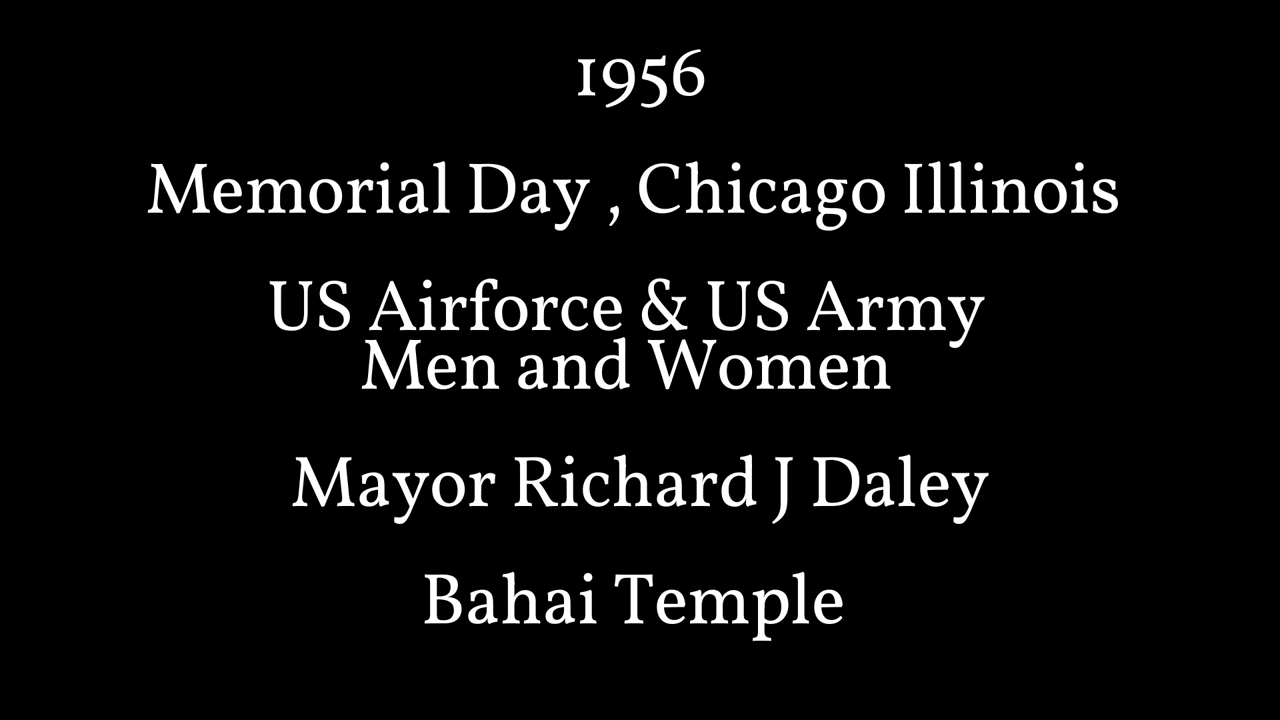 1956
Memorial Day , Chicago Illinois
US Airforce & US Army
Men and Women
Mayor Richard J Daley
Bahai Temple